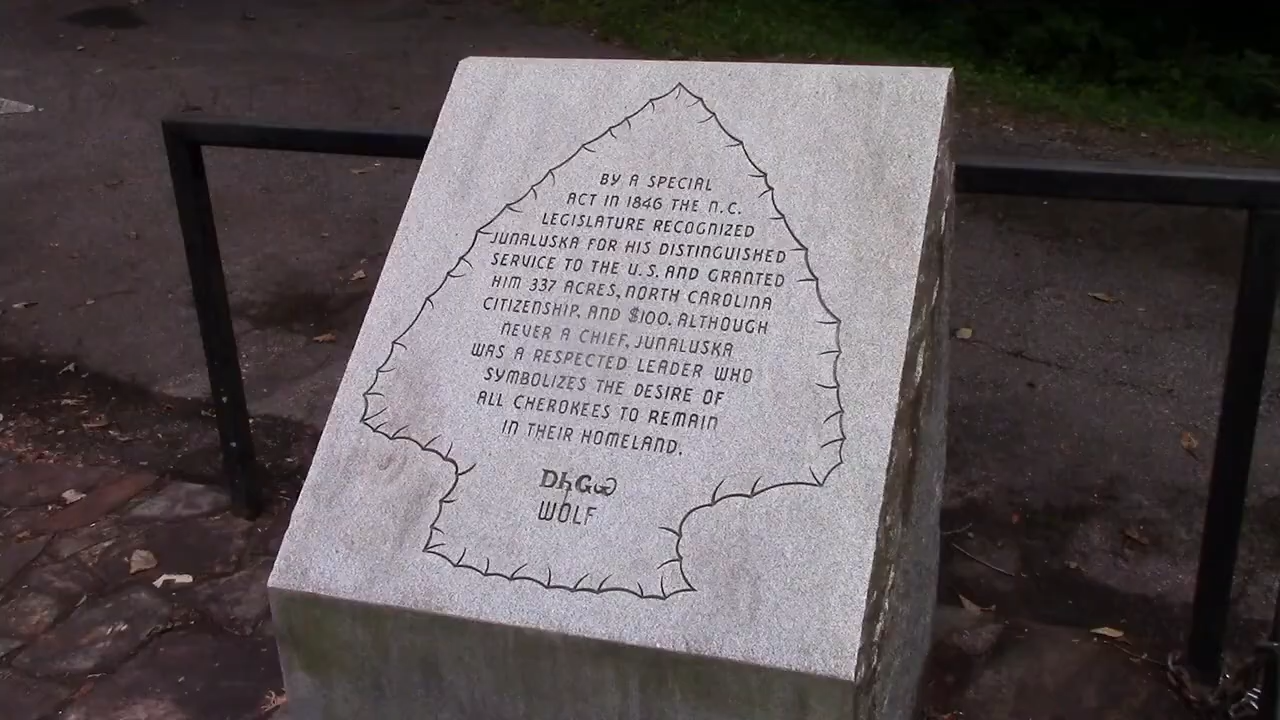 BY A SPECIAL
ACT IN 1846 THE N.C.
LEGISLATURE RECOGNIZED
JUNALUSKA FOR HIS DISTINGUISHED
SERVICE TO THE U.S. AND GRANTED
HIM 337 ACRES, NORTH CAROLINA
CITIZENSHIP, AND $100. ALTHOUGH
NEVER A CHIEF, JUNALUSKA
WAS A RESPECTED LEADER WHO
SYMBOLIZES THE DESIRE OF
ALL CHEROKEES TO REMAIN
IN THEIR HOMELAND.
ᎠᏂᏩᏯ
WOLF